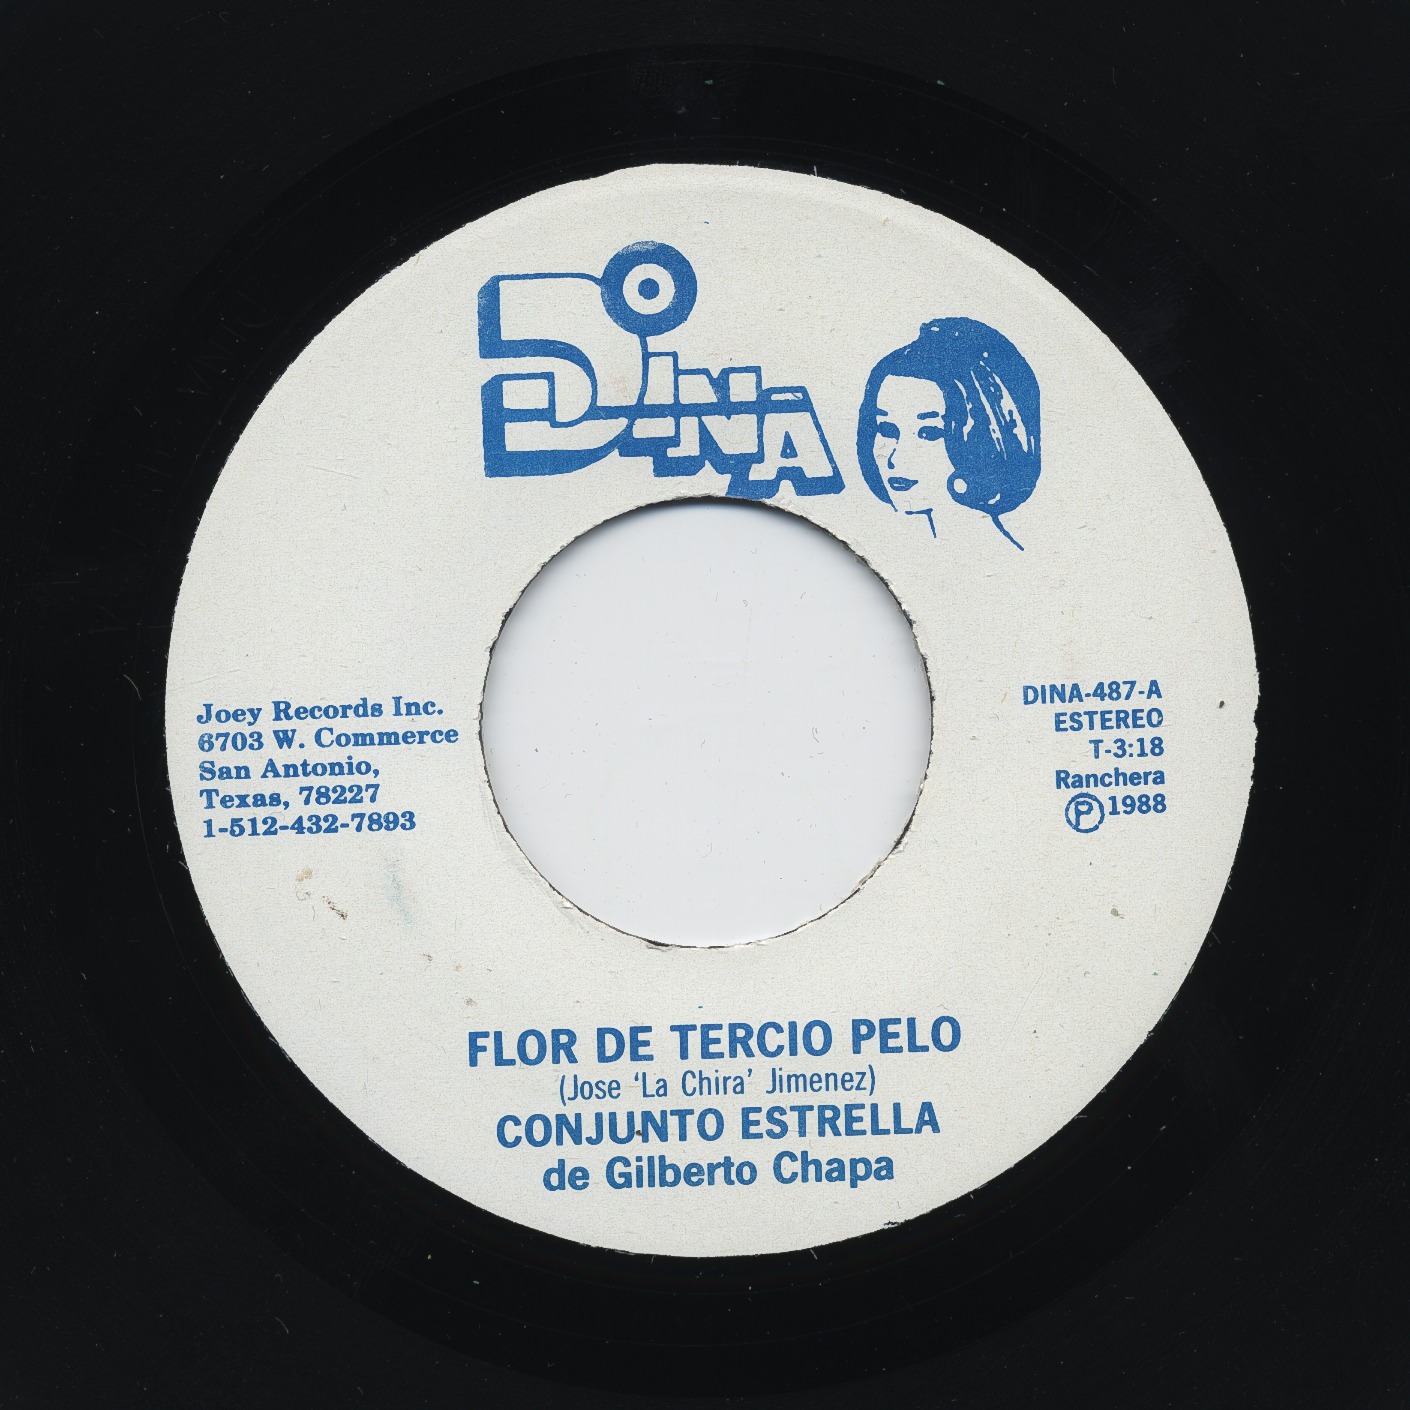 DINA
Joey Records Inc.
6703 W. Commerce
San Antonio,
Texas, 78227
1-512-432-7893
DINA-487-A
ESTEREO
T-3:18
Ranchera
Ⓟ1988
FLOR DE TERCIO PELO
(Jose ‘La Chira’ Jimenez)
CONJUNTO ESTRELLA
de Gilberto Chapa